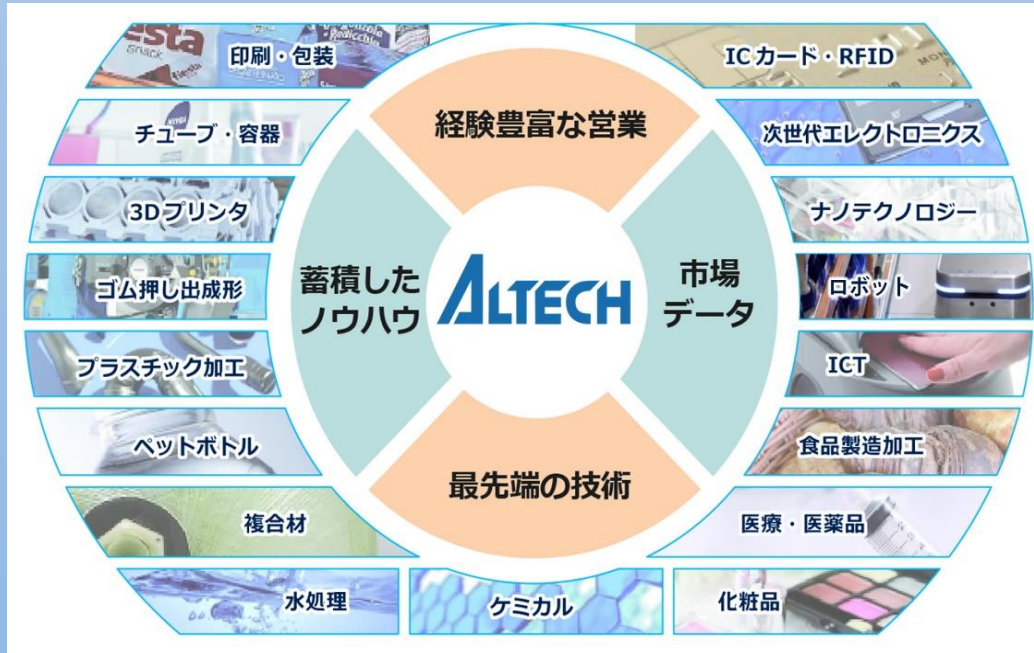 印刷・包装
ICカード・RFID
チューブ・容器
次世代エレクトロニクス
3Dプリンタ
ナノテクノロジー
ゴム押し出成形
ロボット
プラスチック加工
ICT
ペットボトル
食品製造加工
複合材
医療・医薬品
水処理
ケミカル
化粧品
経験豊富な営業
蓄積した
ノウハウ
ALTECH
市場
データ
最先端の技術